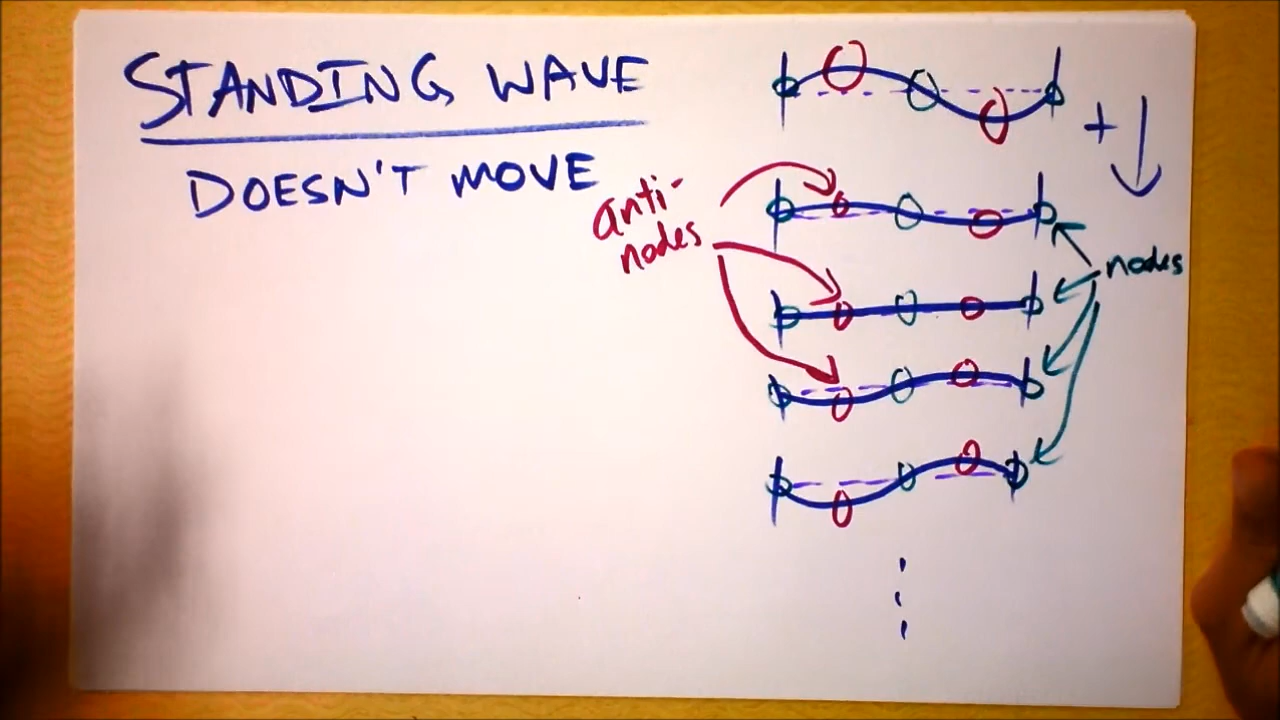 STANDING WAVE
DOESN'T MOVE
anti-
nodes
+
nodes